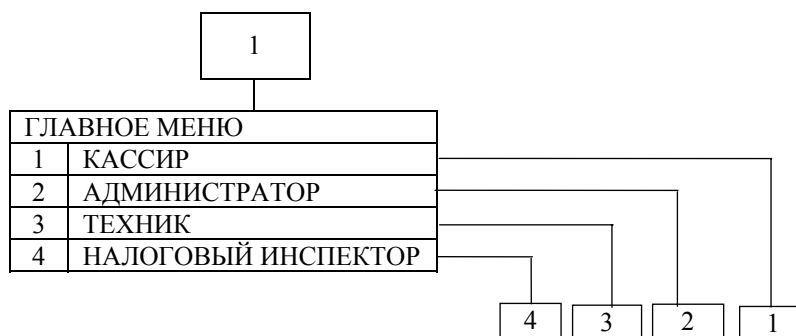 1
ГЛАВНОЕ МЕНЮ
1 КАССИР
2 АДМИНИСТРАТОР
3 ТЕХНИК
4 НАЛОГОВЫЙ ИНСПЕКТОР
4 3 2 1